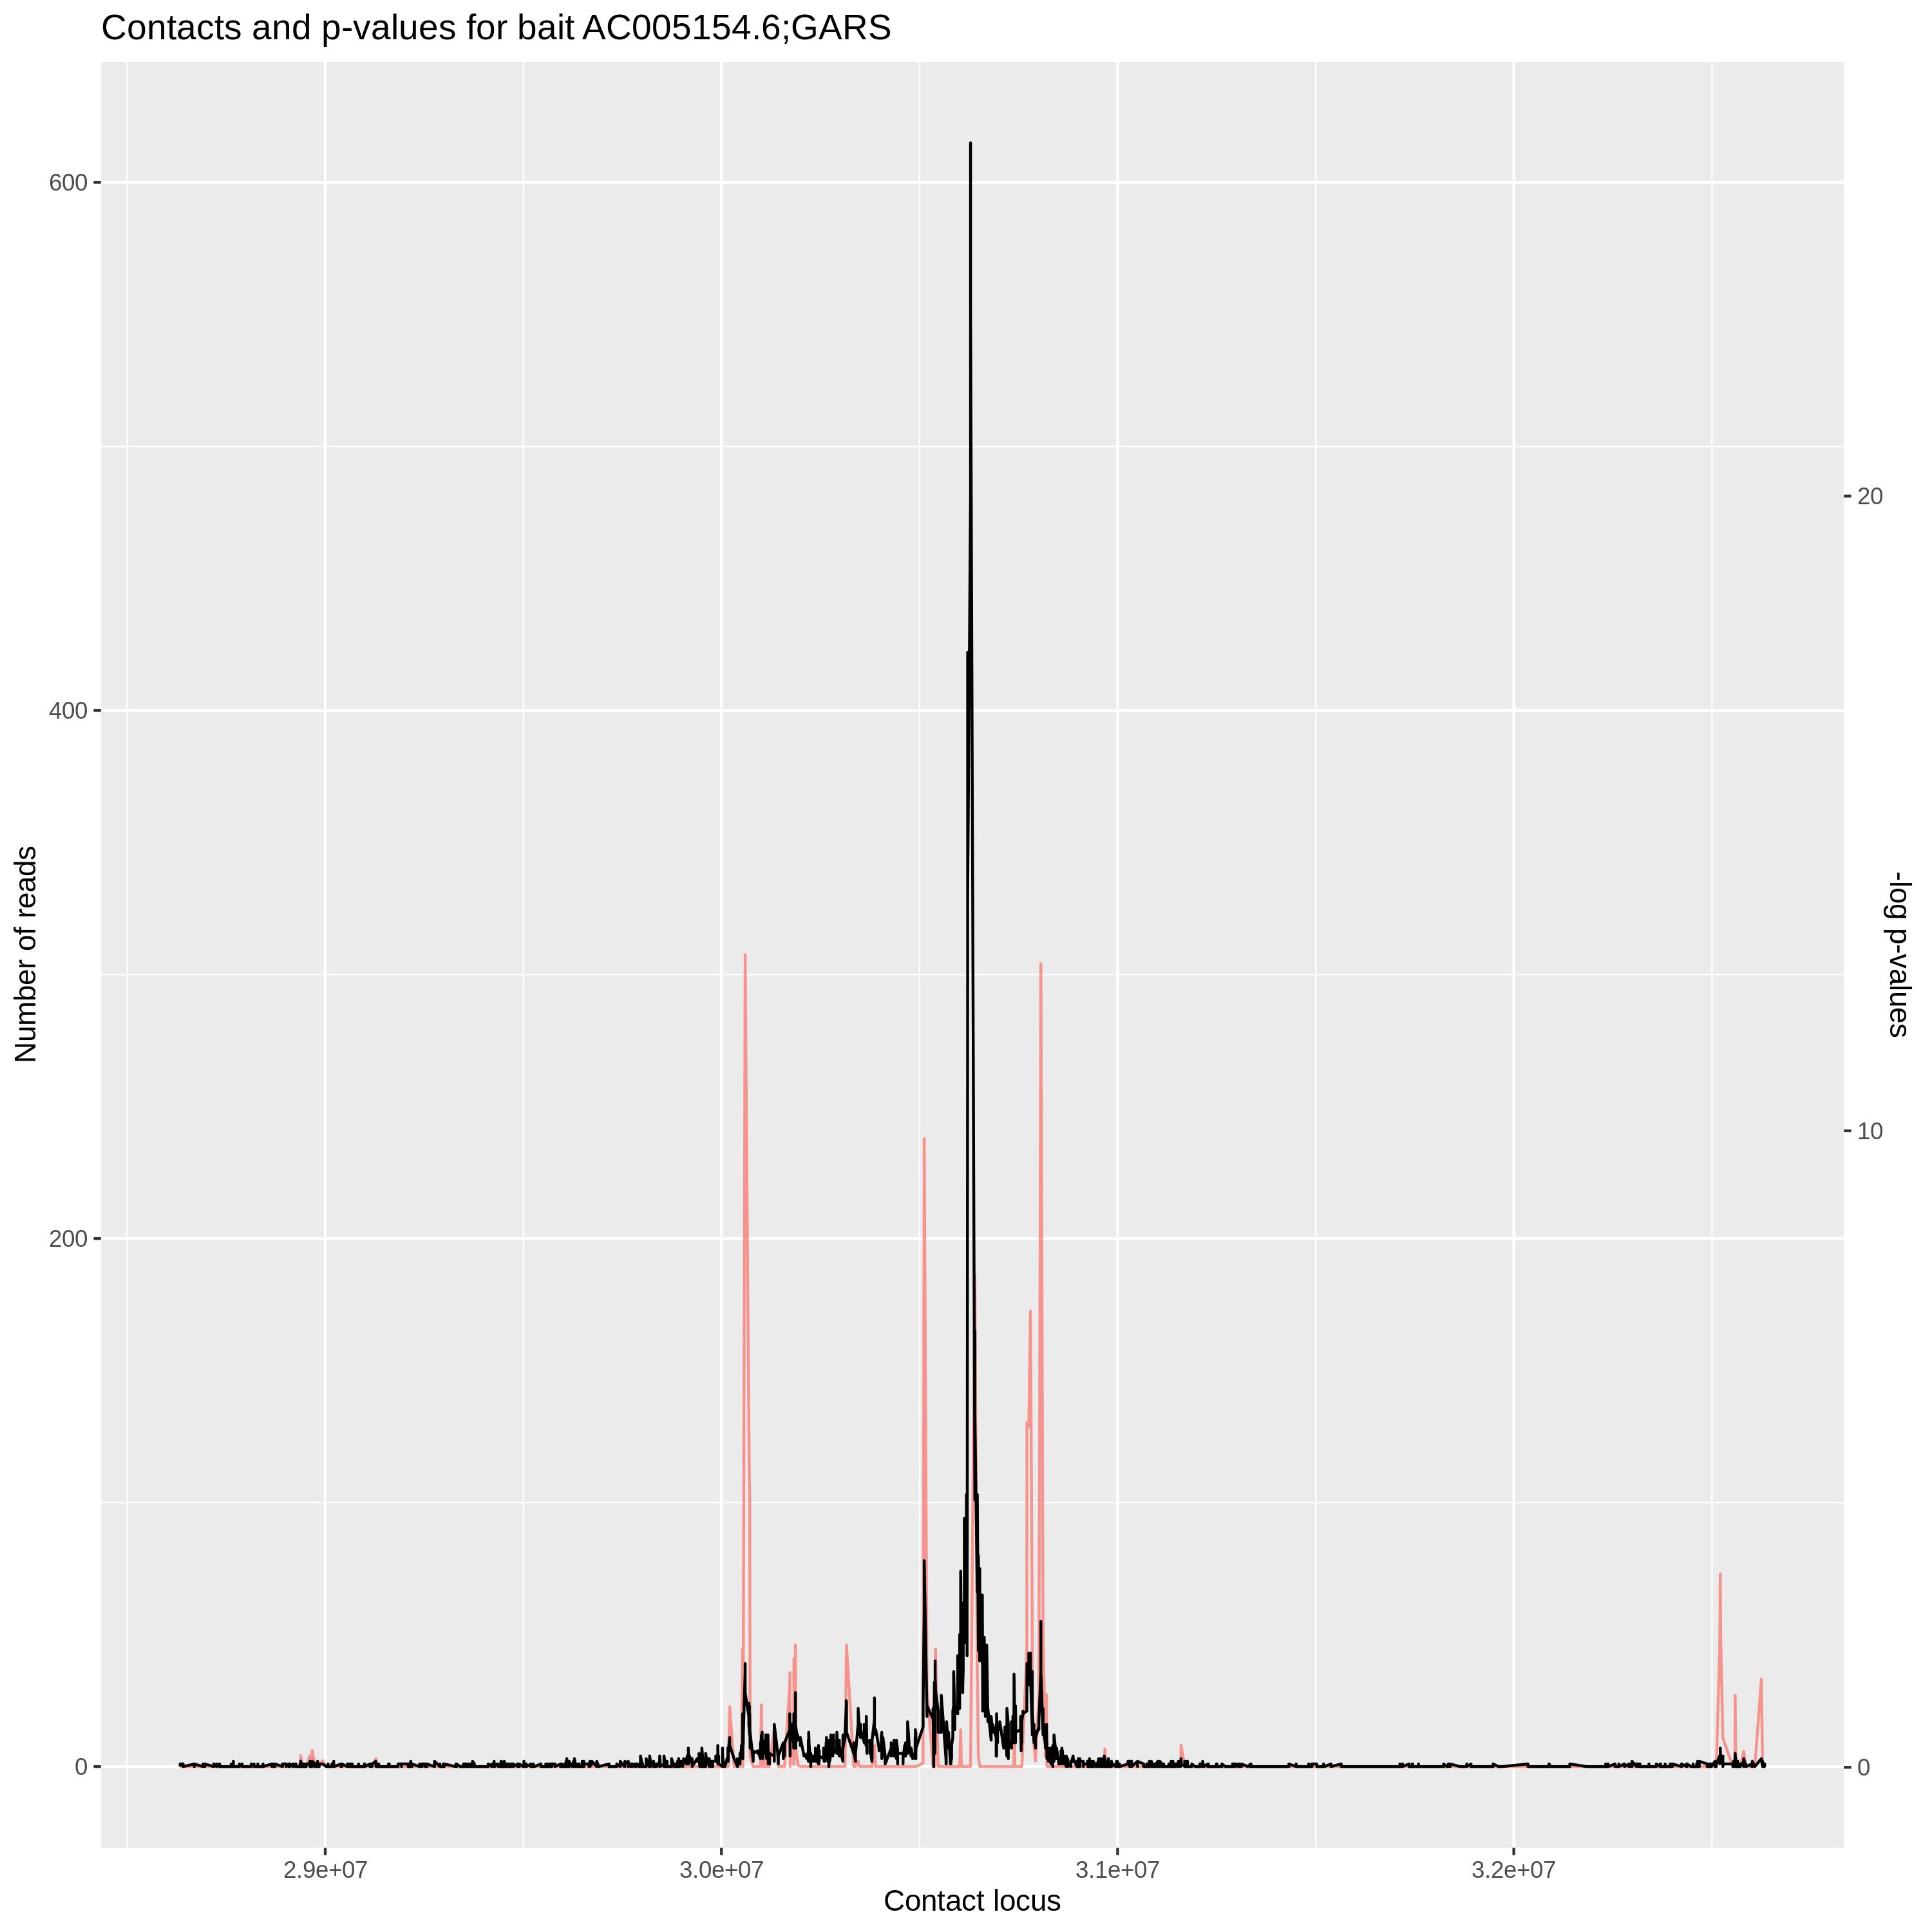 Contacts and p-values for bait AC005154.6;GARS
600
400
200
0
Number of reads
20
10
0
-log p-values
2.9e+07
3.0e+07
3.1e+07
3.2e+07
Contact locus